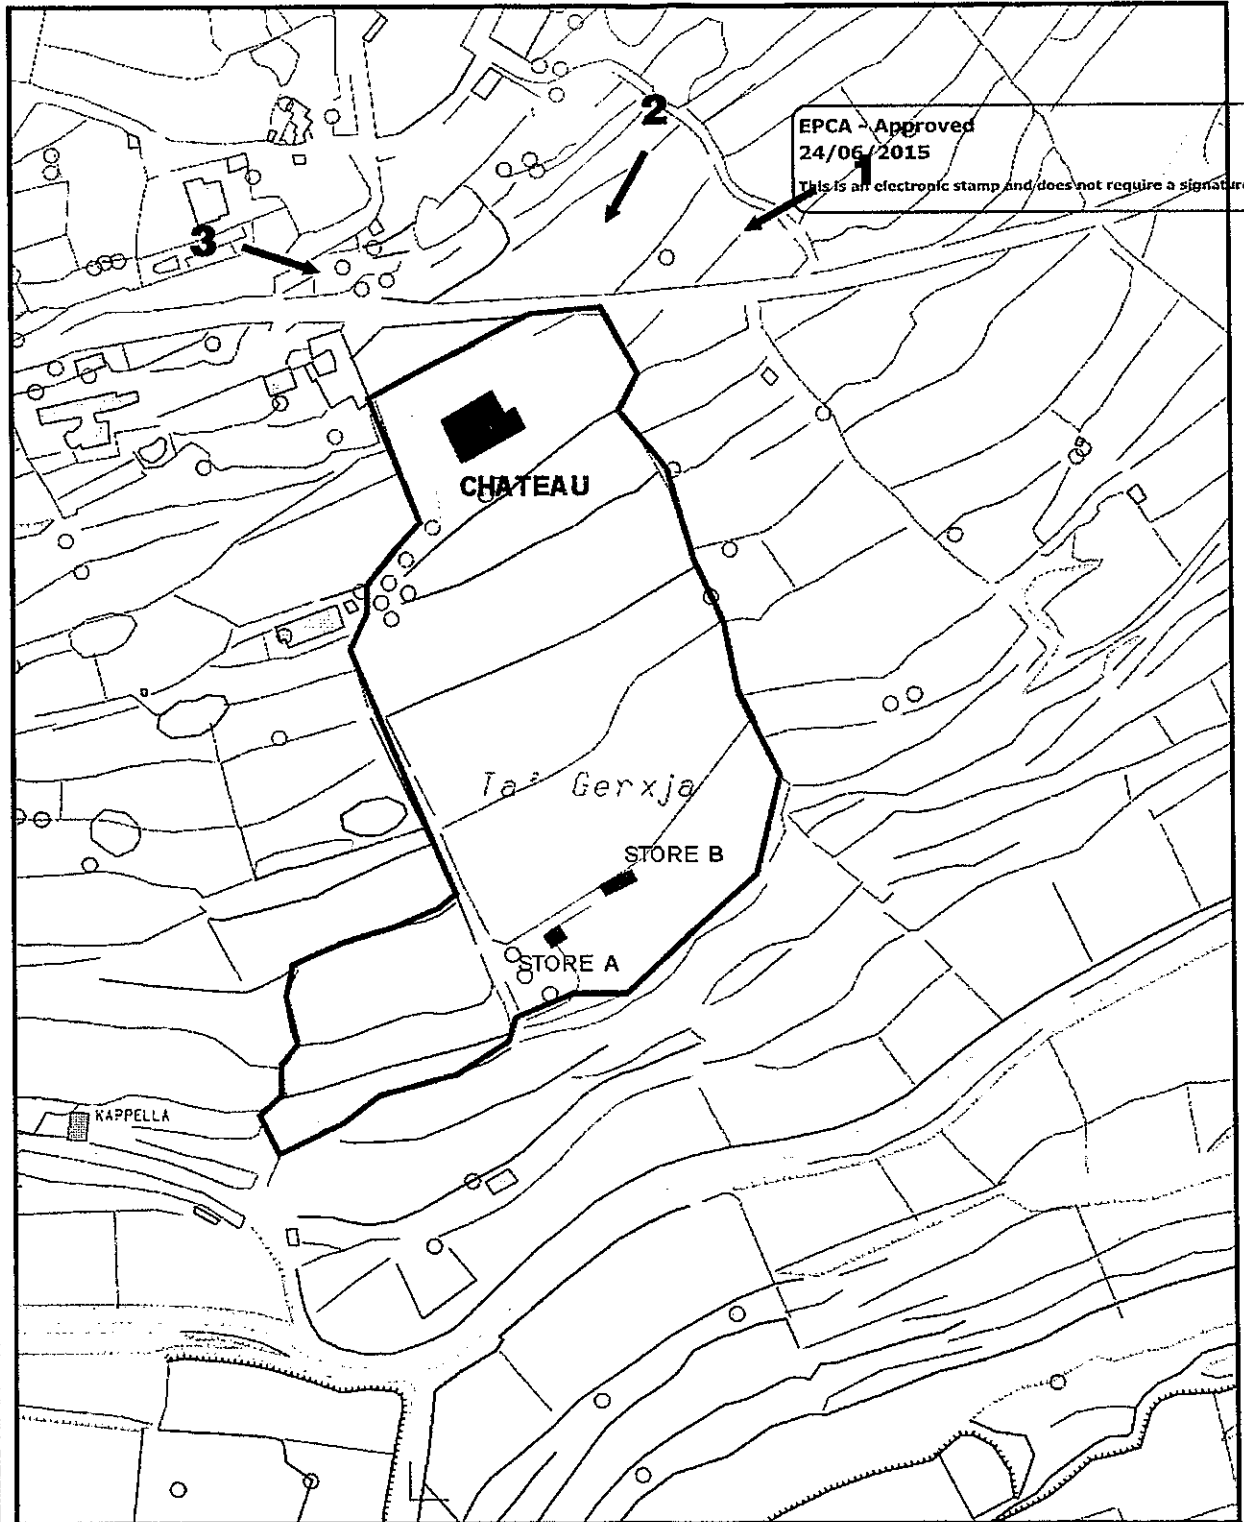 2
EPCA - Approved
24/06/2015
1
This is an electronic stamp and does not require a signature
3
CHATEAU
Ta' Gerxja
STORE B
STORE A
KAPPELLA